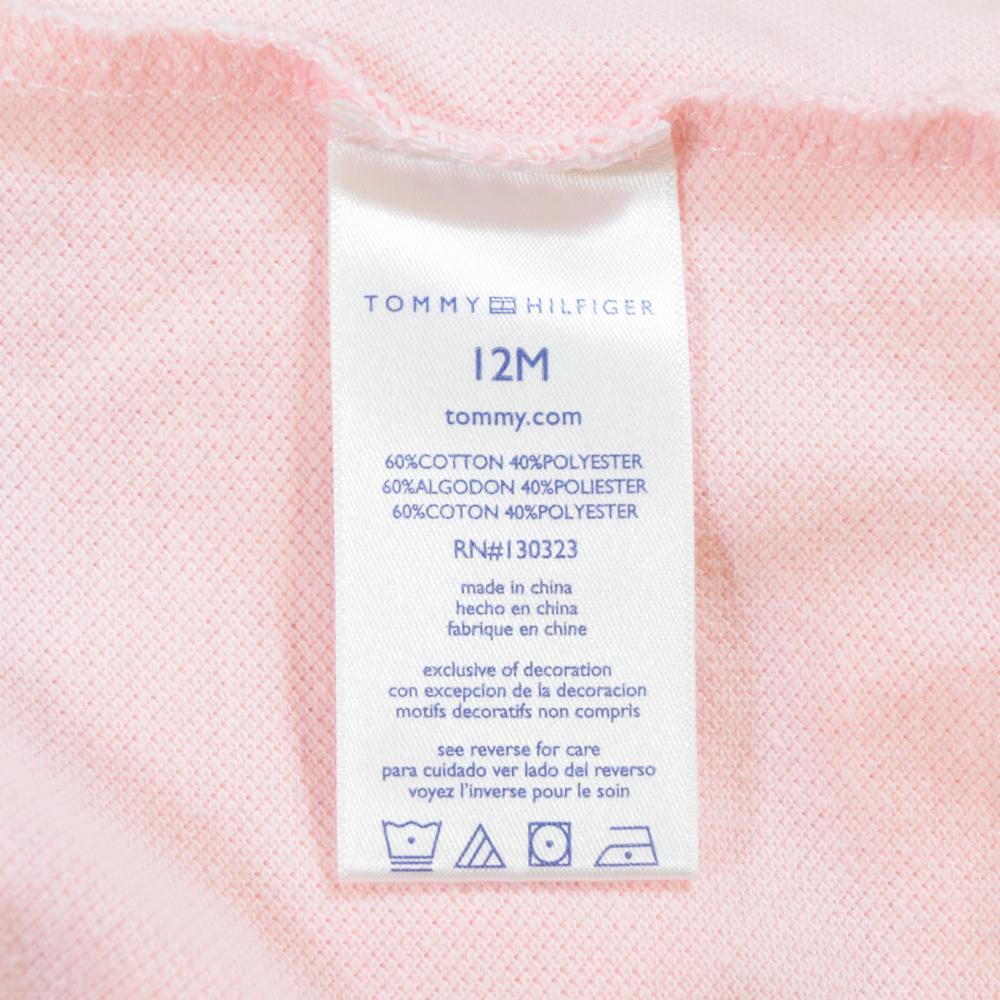 TOMMY HILFIGER
12M
tommy.com
60%COTTON 40%POLYESTER
60%ALGODON 40%POLIESTER
60%COTON 40%POLYESTER
RN#130323
made in china
hecho en china
fabrique en chine
exclusive of decoration
con excepcion de la decoracion
motifs decoratifs non compris
see reverse for care
para cuidado ver lado del reverso
voyez l'inverse pour le soin